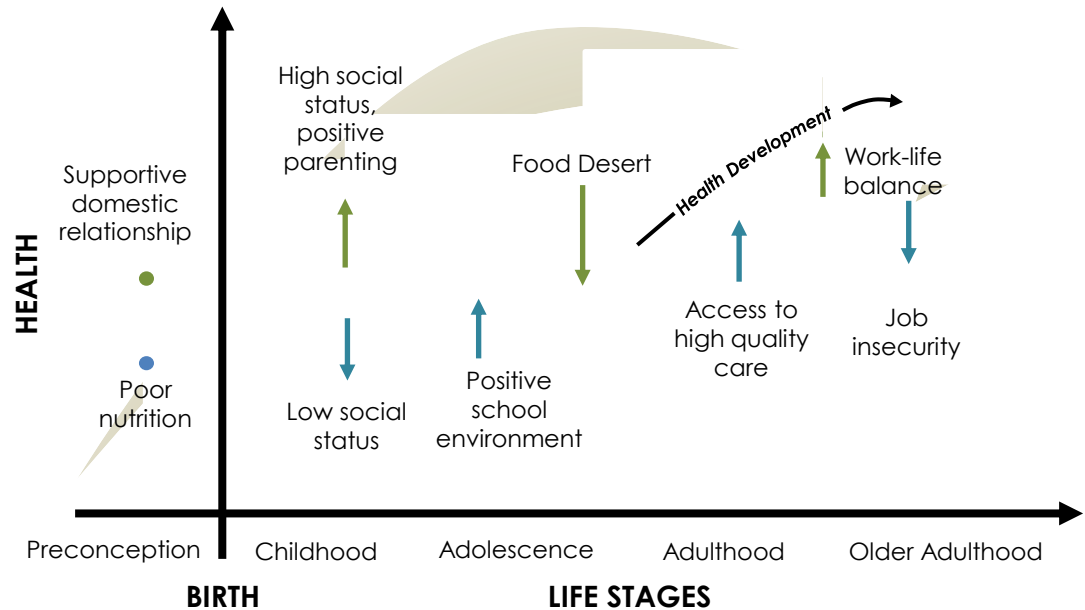 High social
status,
positive
parenting
Food Desert
Health Development
Work-life
balance
Supportive
domestic
relationship
HEALTH
Poor
nutrition
Low social
status
Positive
school
environment
Access to
high quality
care
Job
insecurity
Preconception
Childhood
Adolescence
Adulthood
Older Adulthood
BIRTH
LIFE STAGES